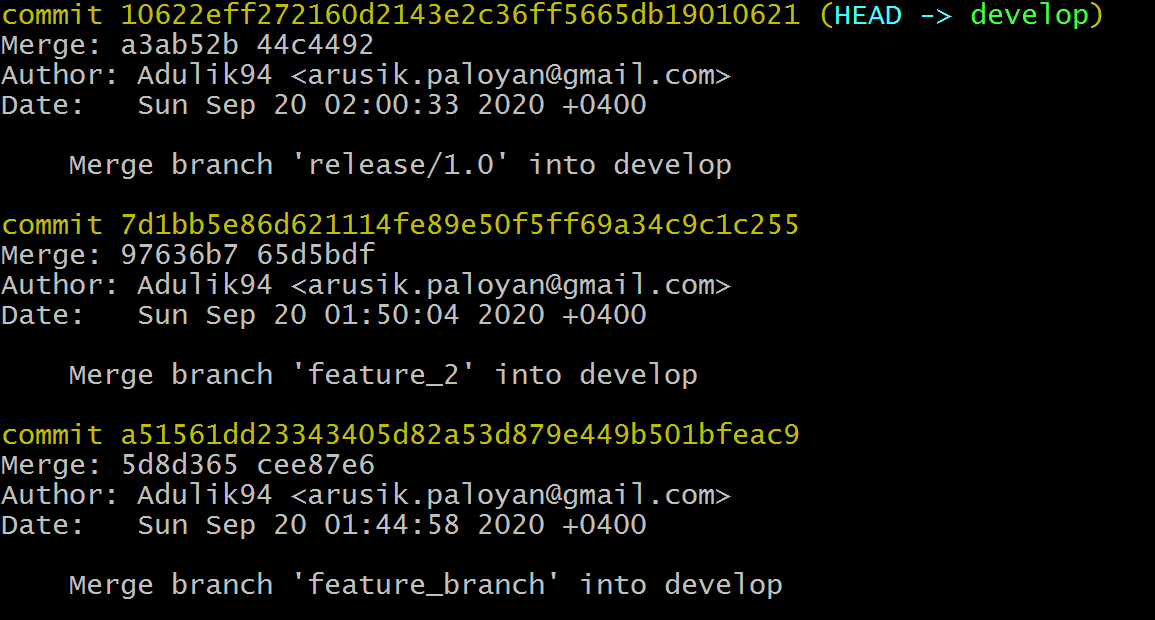 commit 10622eff272160d2143e2c36ff5665db19010621 (HEAD -> develop)
Merge: a3ab52b 44c4492
Author: Adulik94 <arusik.paloyan@gmail.com>
Date:   Sun Sep 20 02:00:33 2020 +0400
    Merge branch 'release/1.0' into develop
commit 7d1bb5e86d621114fe89e50f5ff69a34c9c1c255
Merge: 97636b7 65d5bdf
Author: Adulik94 <arusik.paloyan@gmail.com>
Date:   Sun Sep 20 01:50:04 2020 +0400
    Merge branch 'feature_2' into develop
commit a51561dd23343405d82a53d879e449b501bfeac9
Merge: 5d8d365 cee87e6
Author: Adulik94 <arusik.paloyan@gmail.com>
Date:   Sun Sep 20 01:44:58 2020 +0400
    Merge branch 'feature_branch' into develop